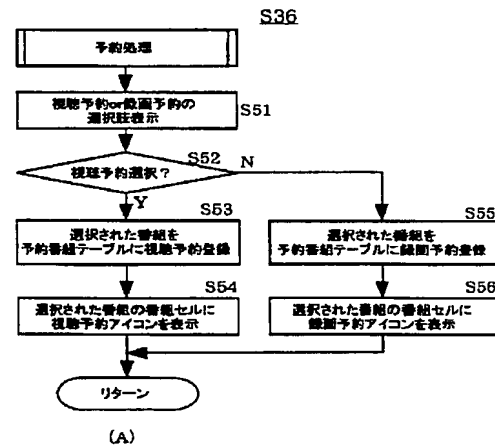 S36
予約処理
視聴予約or録画予約の
選択肢表示
S51
S52
視聴予約選択？
N
Y
S53
選択された番組を
予約番組テーブルに視聴予約登録
S55
選択された番組を
予約番組テーブルに録画予約登録
S54
選択された番組の番組セルに
視聴予約アイコンを表示
S56
選択された番組の番組セルに
録画予約アイコンを表示
リターン
(A)